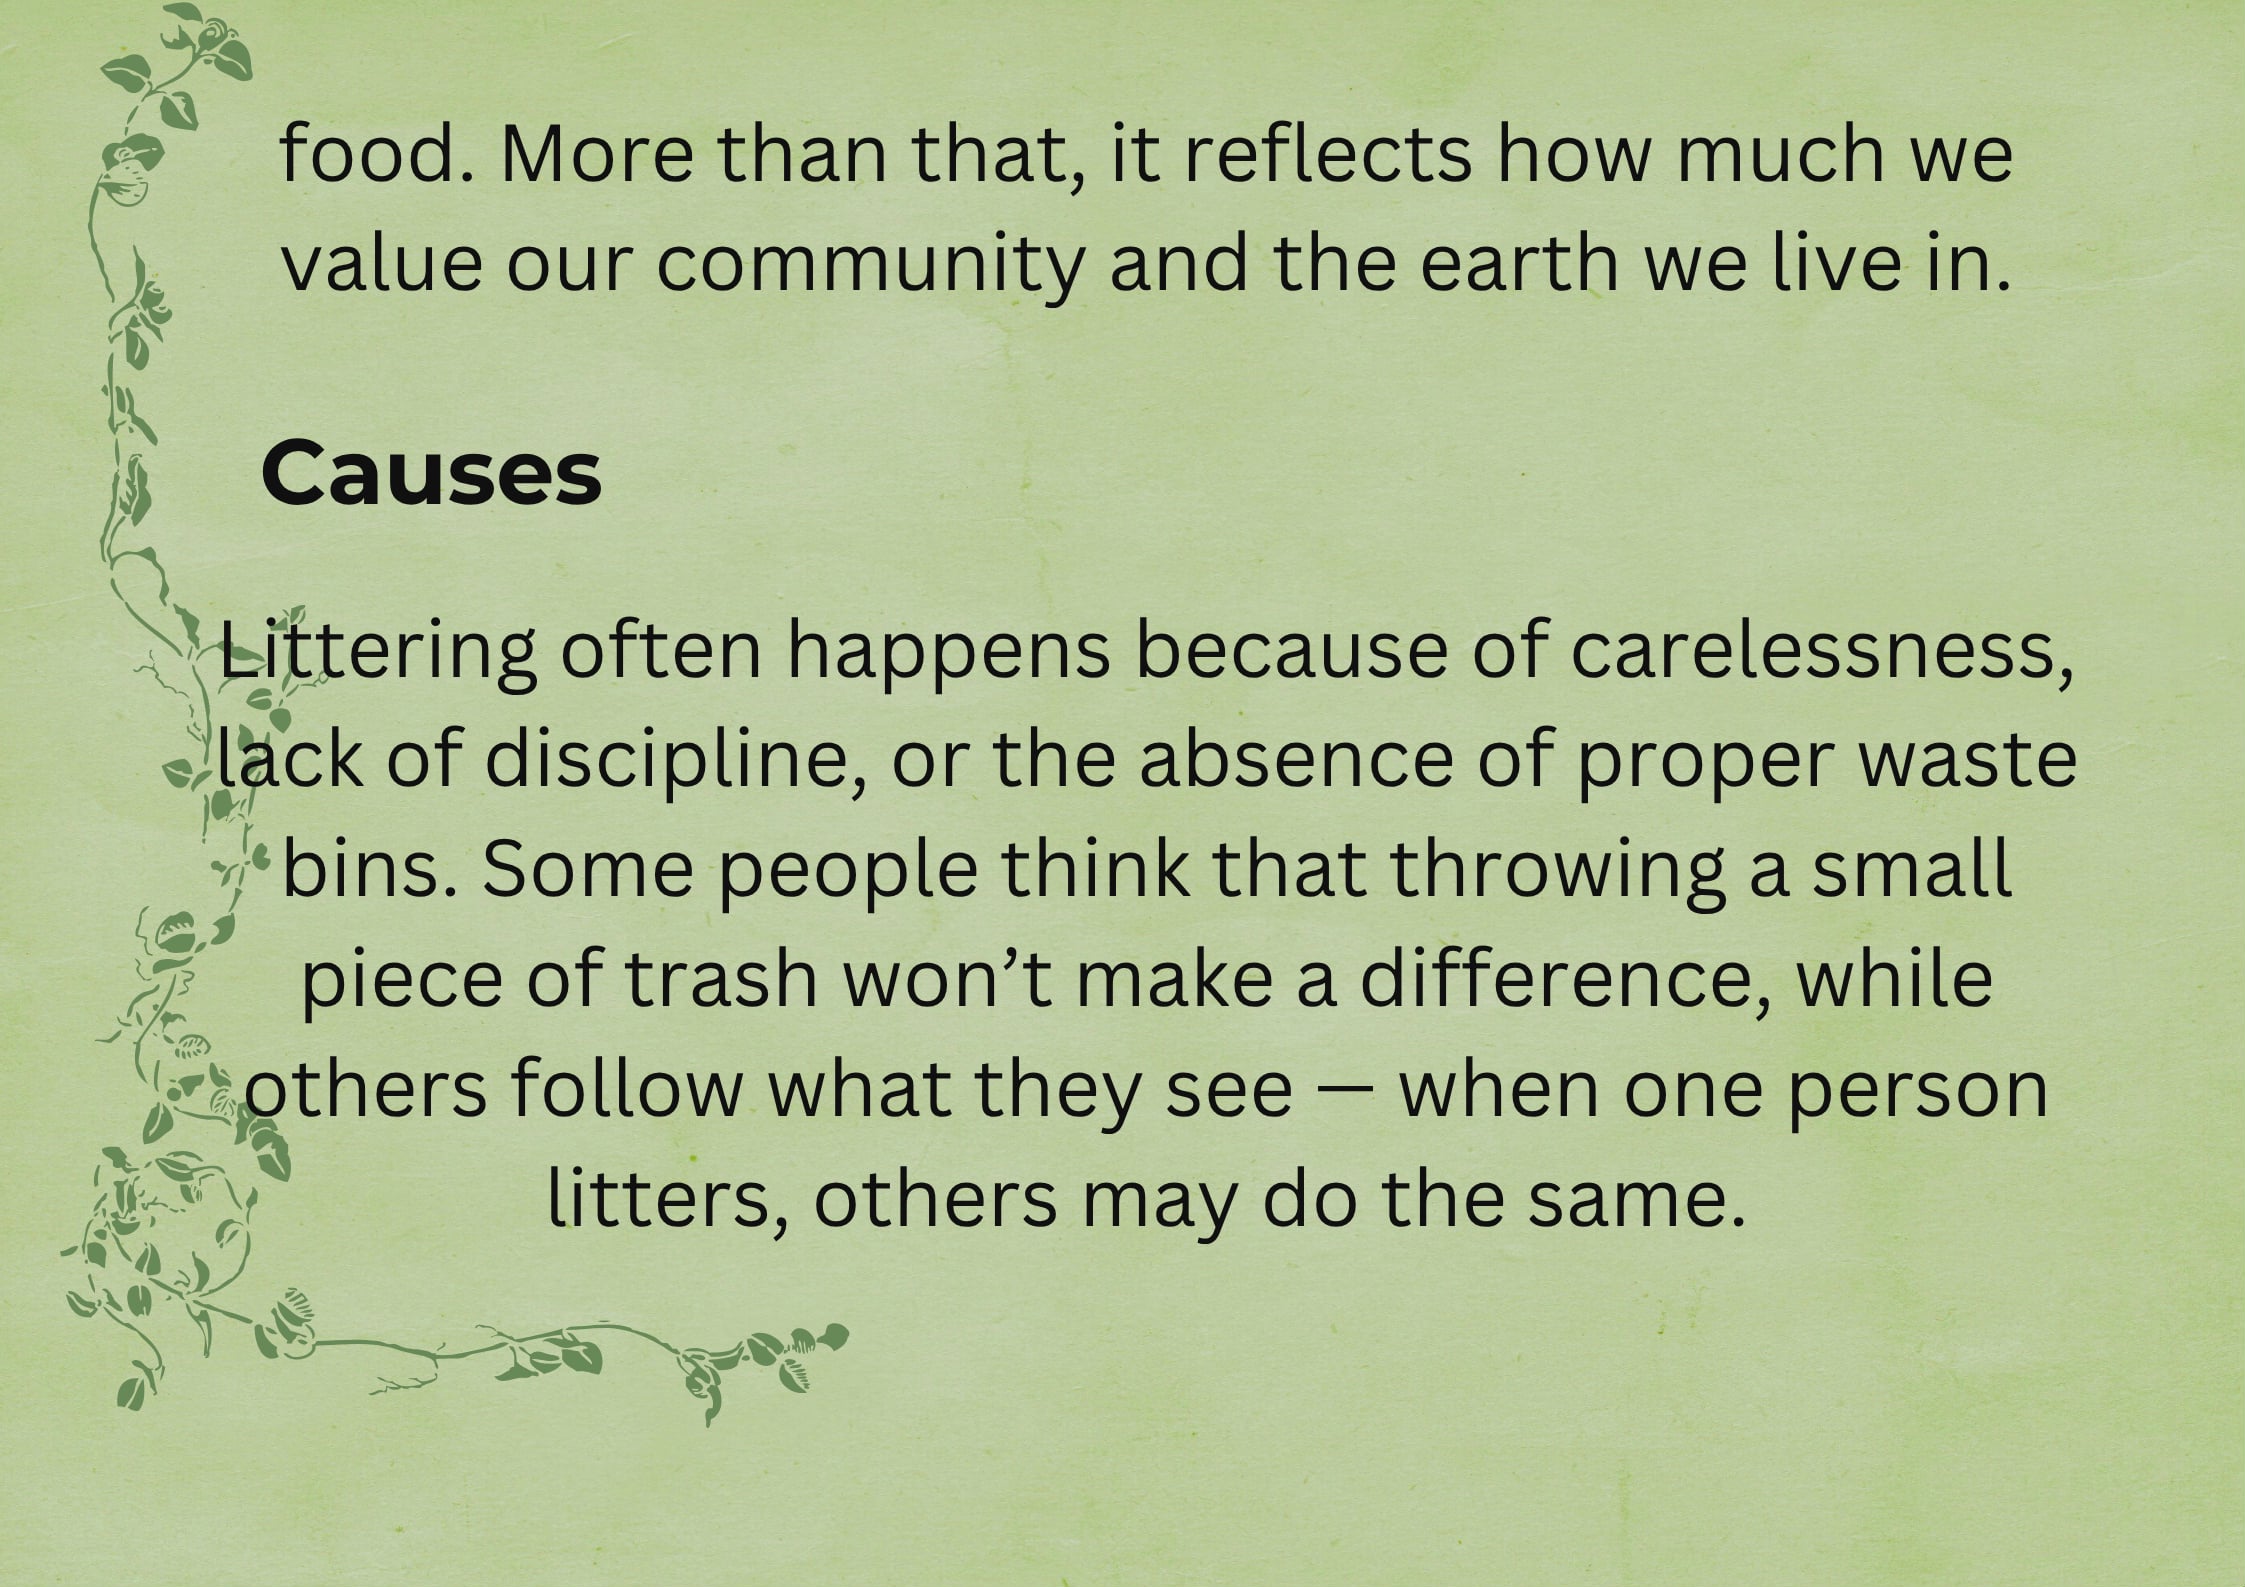 food. More than that, it reflects how much we
value our community and the earth we live in.
Causes
Littering often happens because of carelessness,
lack of discipline, or the absence of proper waste
bins. Some people think that throwing a small
piece of trash won’t make a difference, while
others follow what they see — when one person
litters, others may do the same.